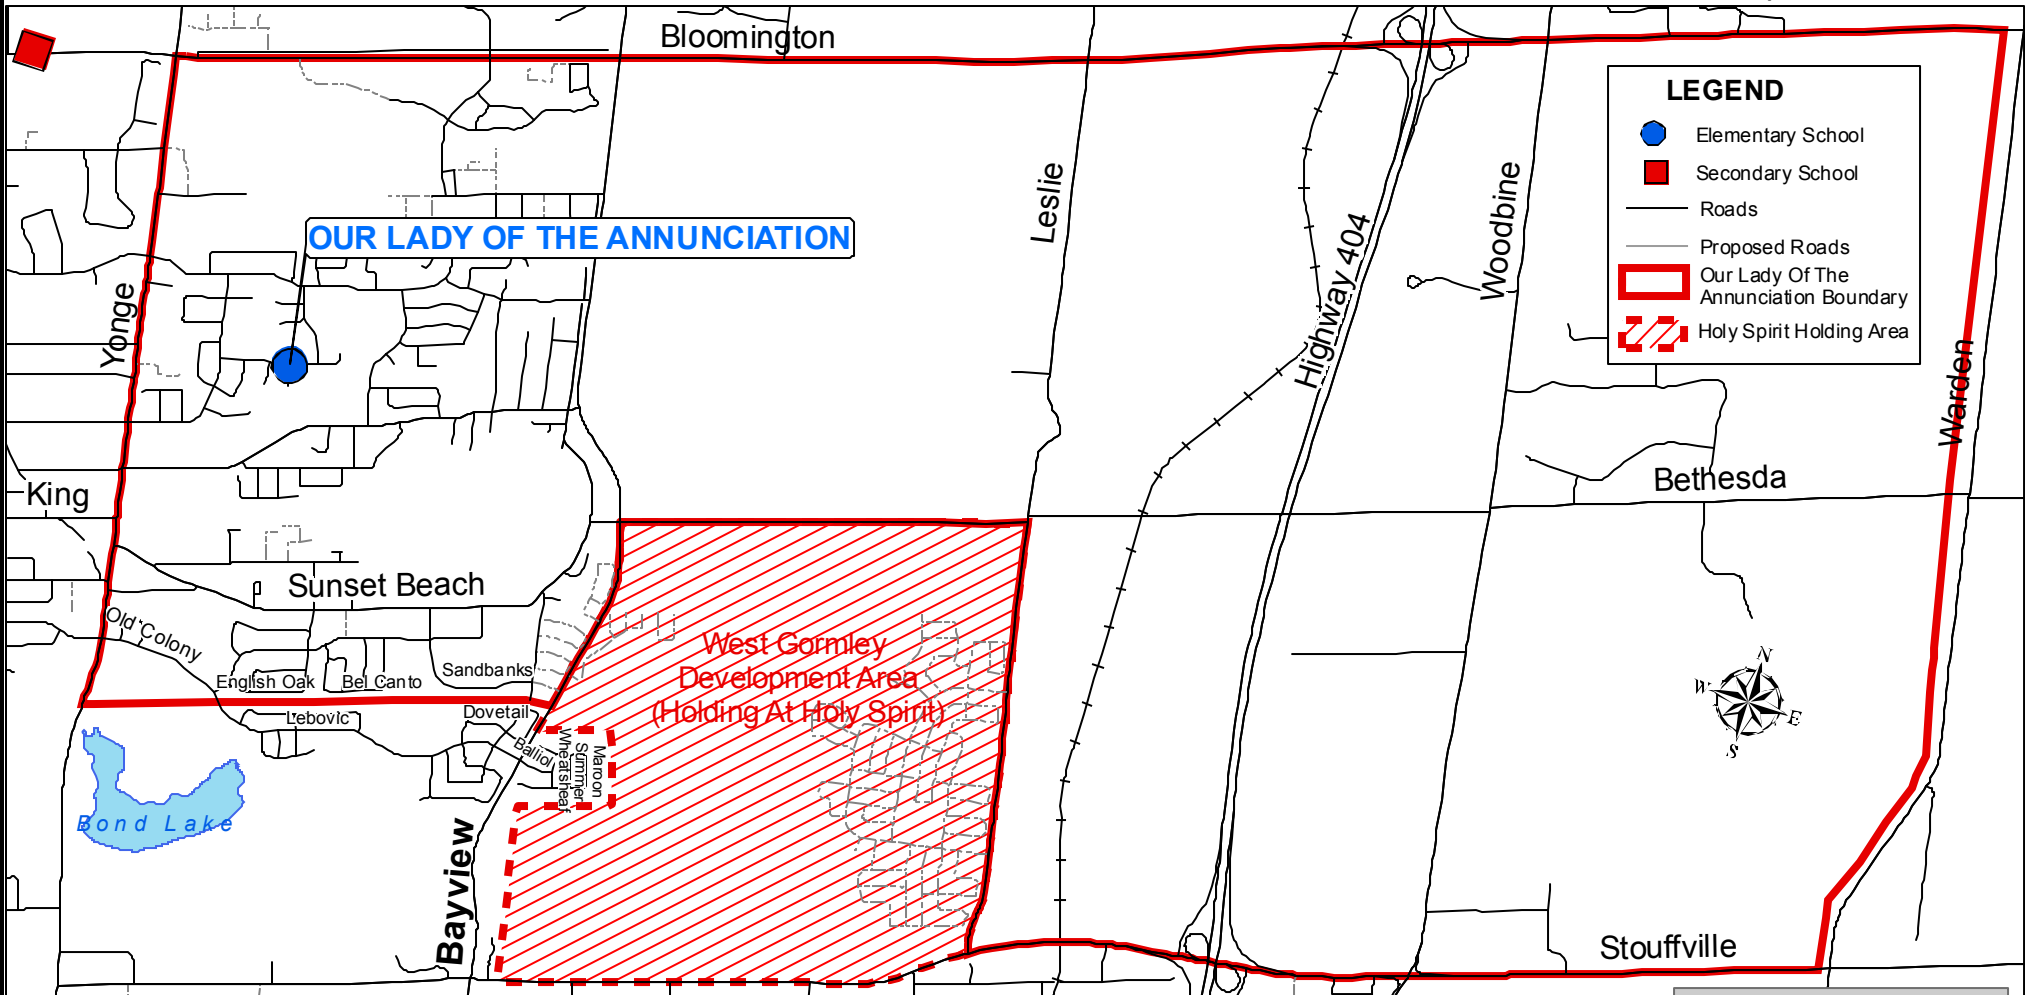 Bloomington
LEGEND
Elementary School
Secondary School
Roads
Proposed Roads
Our Lady Of The
Annunciation Boundary
Holy Spirit Holding Area
Leslie
Highway 404
Woodbine
OUR LADY OF THE ANNUNCIATION
Yonge
Warden
King
Bethesda
Sunset Beach
Old Colony
West Gormley
Development Area
(Holding At Holy Spirit)
English Oak
Bel Canto
Sandbanks
Lebovic
Dovetail
Balliol
Wheatsheaf
Summer
Maroon
N
W
E
S
Bond Lake
Bayview
Stouffville